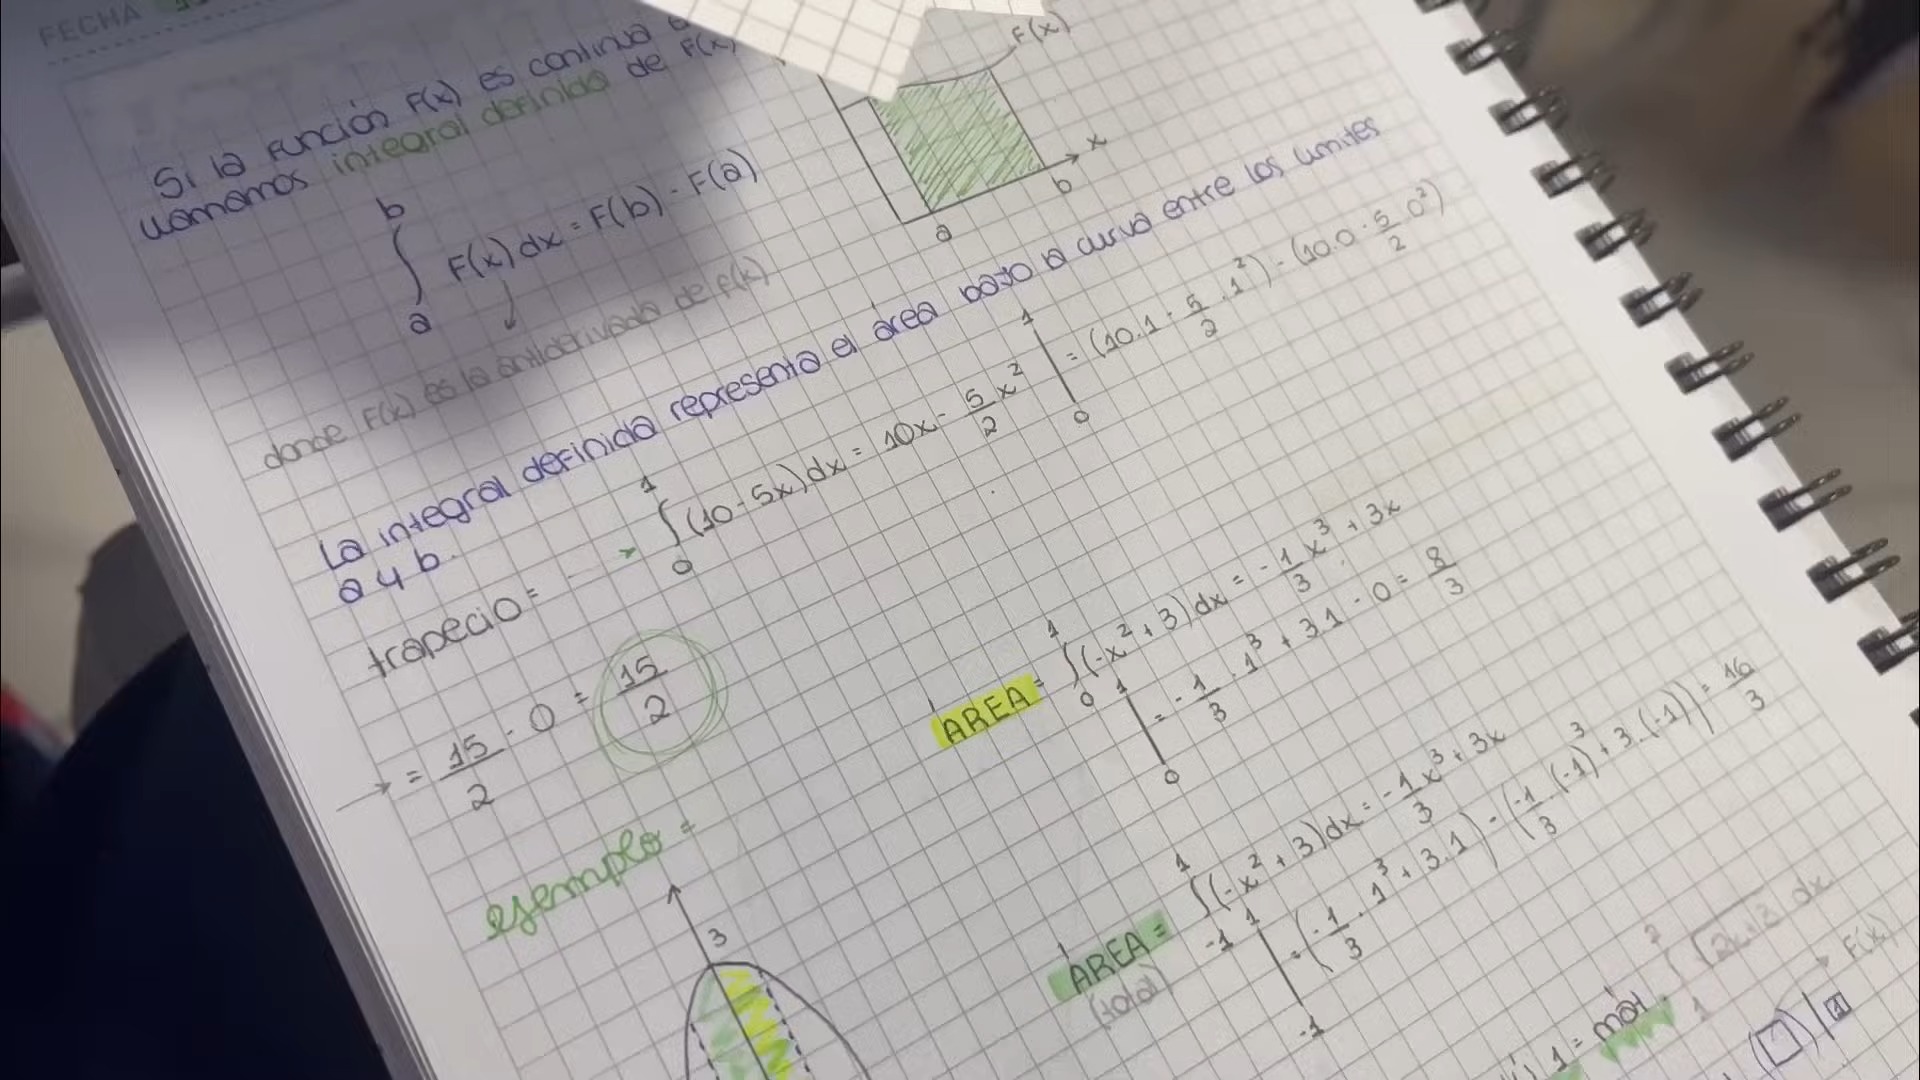 FECHA
Si la función F(x) es continua
llamamos integral definida de F(x)
b
∫ F(x) dx = F(b) - F(a)
a
donde F(x) es la antiderivada de f(x)
F(x)
x
a
b
La integral definida representa el área bajo la curva entre los limites
a y b.
trapecio =
1
∫ (10 - 5x) dx = 10x - 5/2 x² | = (10.1 - 5/2 . 1²) - (10.0 - 5/2 0²)
0
= 15/2 - 0 = 15/2
ejemplo =
3
AREA = ∫ (-x² + 3) dx = -1/3 x³ + 3x
0 1
= -1/3 . 1³ + 3.1 - 0 = 8/3
0
AREA = ∫ (-x² + 3) dx = -1/3 x³ + 3x
(total) -1 1
= (-1/3 . 1³ + 3.1) - (-1/3 (-1)³ + 3.(-1)) = 16/3
-1